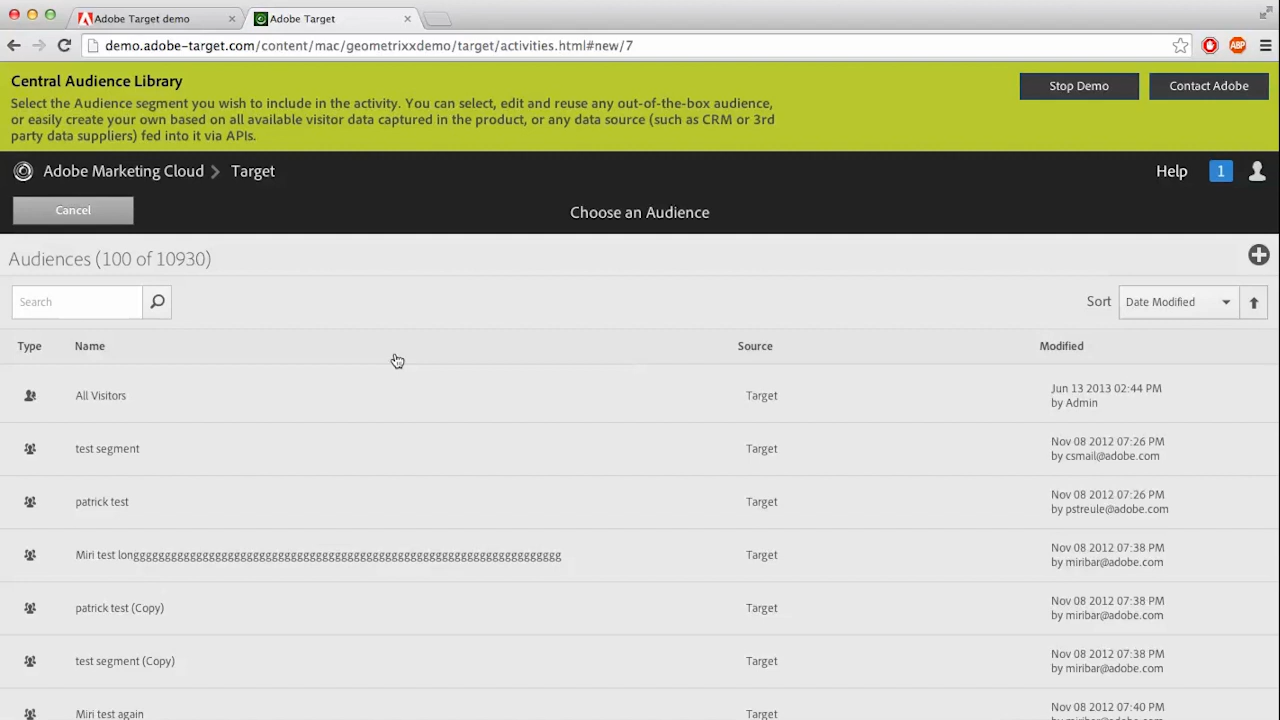 Adobe Target demo
Adobe Target
demo.adobe-target.com/content/mac/geometrixxdemo/target/activities.html#new/7
ABP
Central Audience Library
Select the Audience segment you wish to include in the activity. You can select, edit and reuse any out-of-the-box audience,
or easily create your own based on all available visitor data captured in the product, or any data source (such as CRM or 3rd
party data suppliers) fed into it via APIs.
Stop Demo
Contact Adobe
Adobe Marketing Cloud
Target
Help
1
Cancel
Choose an Audience
Audiences (100 of 10930)
Search
Sort
Date Modified
Type
Name
Source
Modified
All Visitors
Target
Jun 13 2013 02:44 PM
by Admin
test segment
Target
Nov 08 2012 07:26 PM
by csmail@adobe.com
patrick test
Target
Nov 08 2012 07:26 PM
by pstreule@adobe.com
Target
Nov 08 2012 07:38 PM
by miribar@adobe.com
patrick test (Copy)
Target
Nov 08 2012 07:38 PM
by miribar@adobe.com
test segment (Copy)
Target
Nov 08 2012 07:38 PM
by miribar@adobe.com
Miri test again
Target
Nov 08 2012 07:40 PM